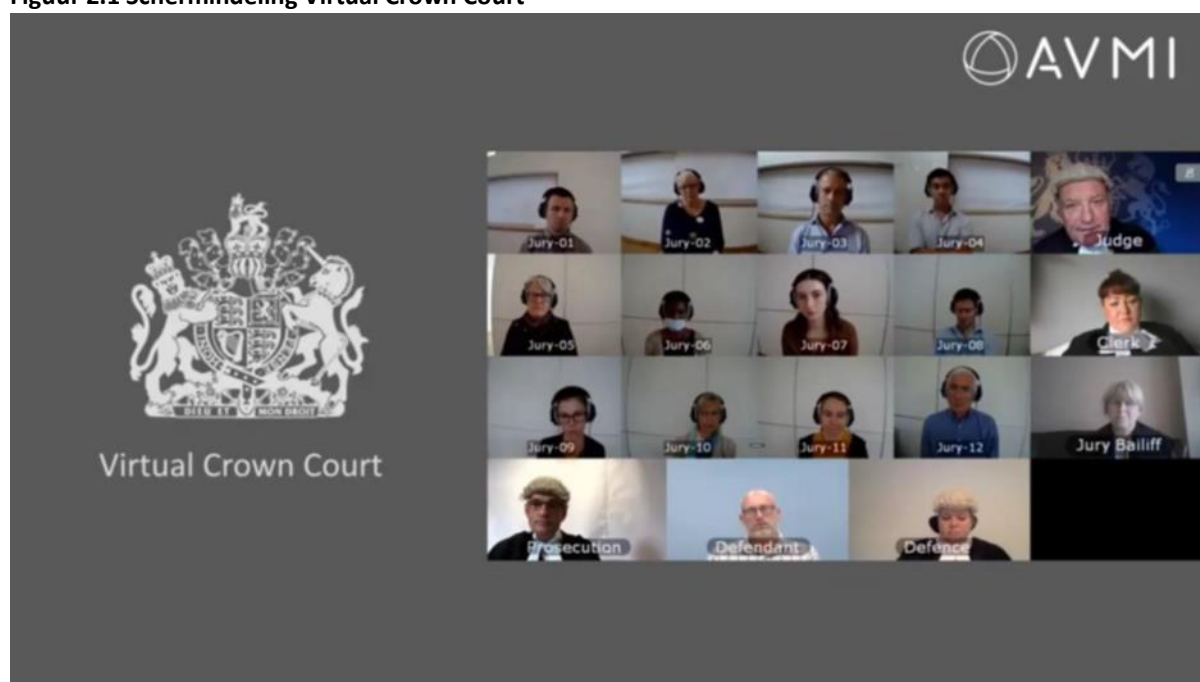 Figuur 2.1 Schermindeling Virtual Crown Court
AVMI
Jury-01
Jury-02
Jury-03
Jury-04
Judge
Jury-05
Jury-06
Jury-07
Jury-08
Clerk
Jury-09
Jury-10
Jury-11
Jury-12
Jury Bailiff
DIEU ET MON DROIT
Virtual Crown Court
Prosecution
Defendant
Defence